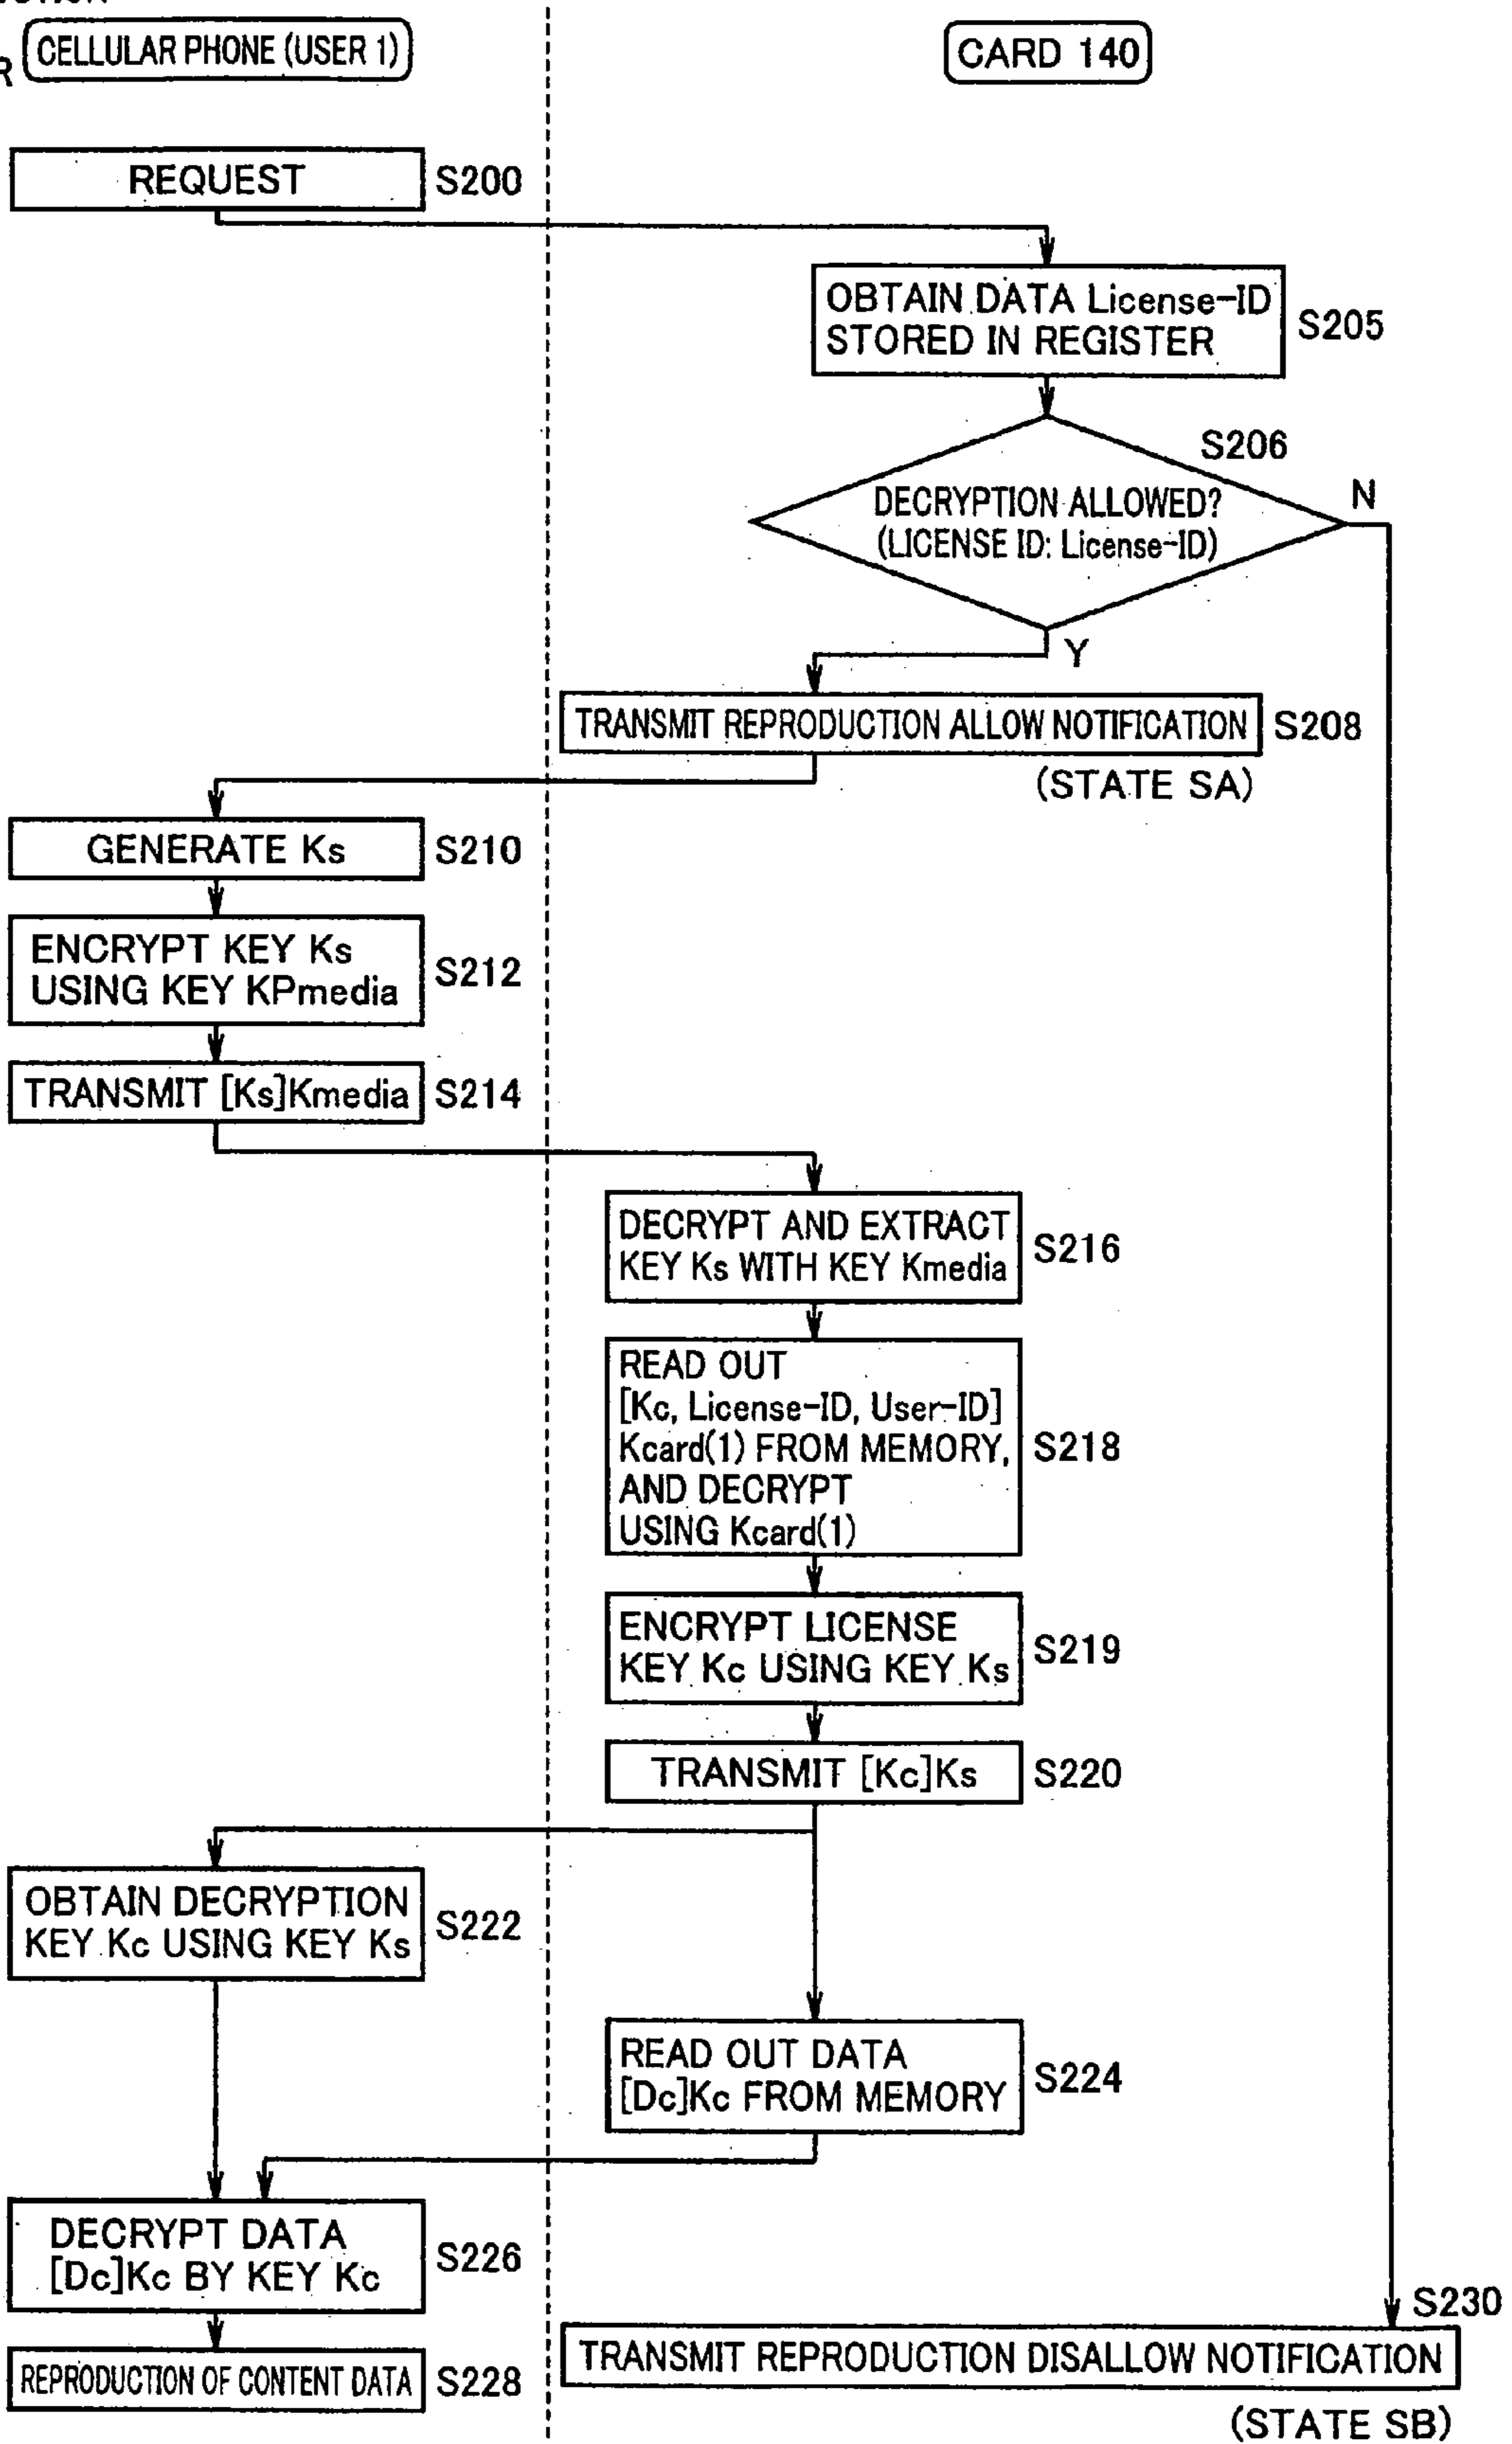 CELLULAR PHONE (USER 1)
CARD 140
REQUEST
S200
OBTAIN DATA License-ID
STORED IN REGISTER
S205
S206
DECRYPTION ALLOWED?
(LICENSE ID: License-ID)
N
Y
TRANSMIT REPRODUCTION ALLOW NOTIFICATION
S208
(STATE SA)
GENERATE Ks
S210
ENCRYPT KEY Ks
USING KEY KPmedia
S212
TRANSMIT [Ks]Kmedia
S214
DECRYPT AND EXTRACT
KEY Ks WITH KEY Kmedia
S216
READ OUT
[Kc, License-ID, User-ID]
Kcard(1) FROM MEMORY,
AND DECRYPT
USING Kcard(1)
S218
ENCRYPT LICENSE
KEY Kc USING KEY Ks
S219
TRANSMIT [Kc]Ks
S220
OBTAIN DECRYPTION
KEY Kc USING KEY Ks
S222
READ OUT DATA
[Dc]Kc FROM MEMORY
S224
DECRYPT DATA
[Dc]Kc BY KEY Kc
S226
S230
TRANSMIT REPRODUCTION DISALLOW NOTIFICATION
REPRODUCTION OF CONTENT DATA
S228
(STATE SB)